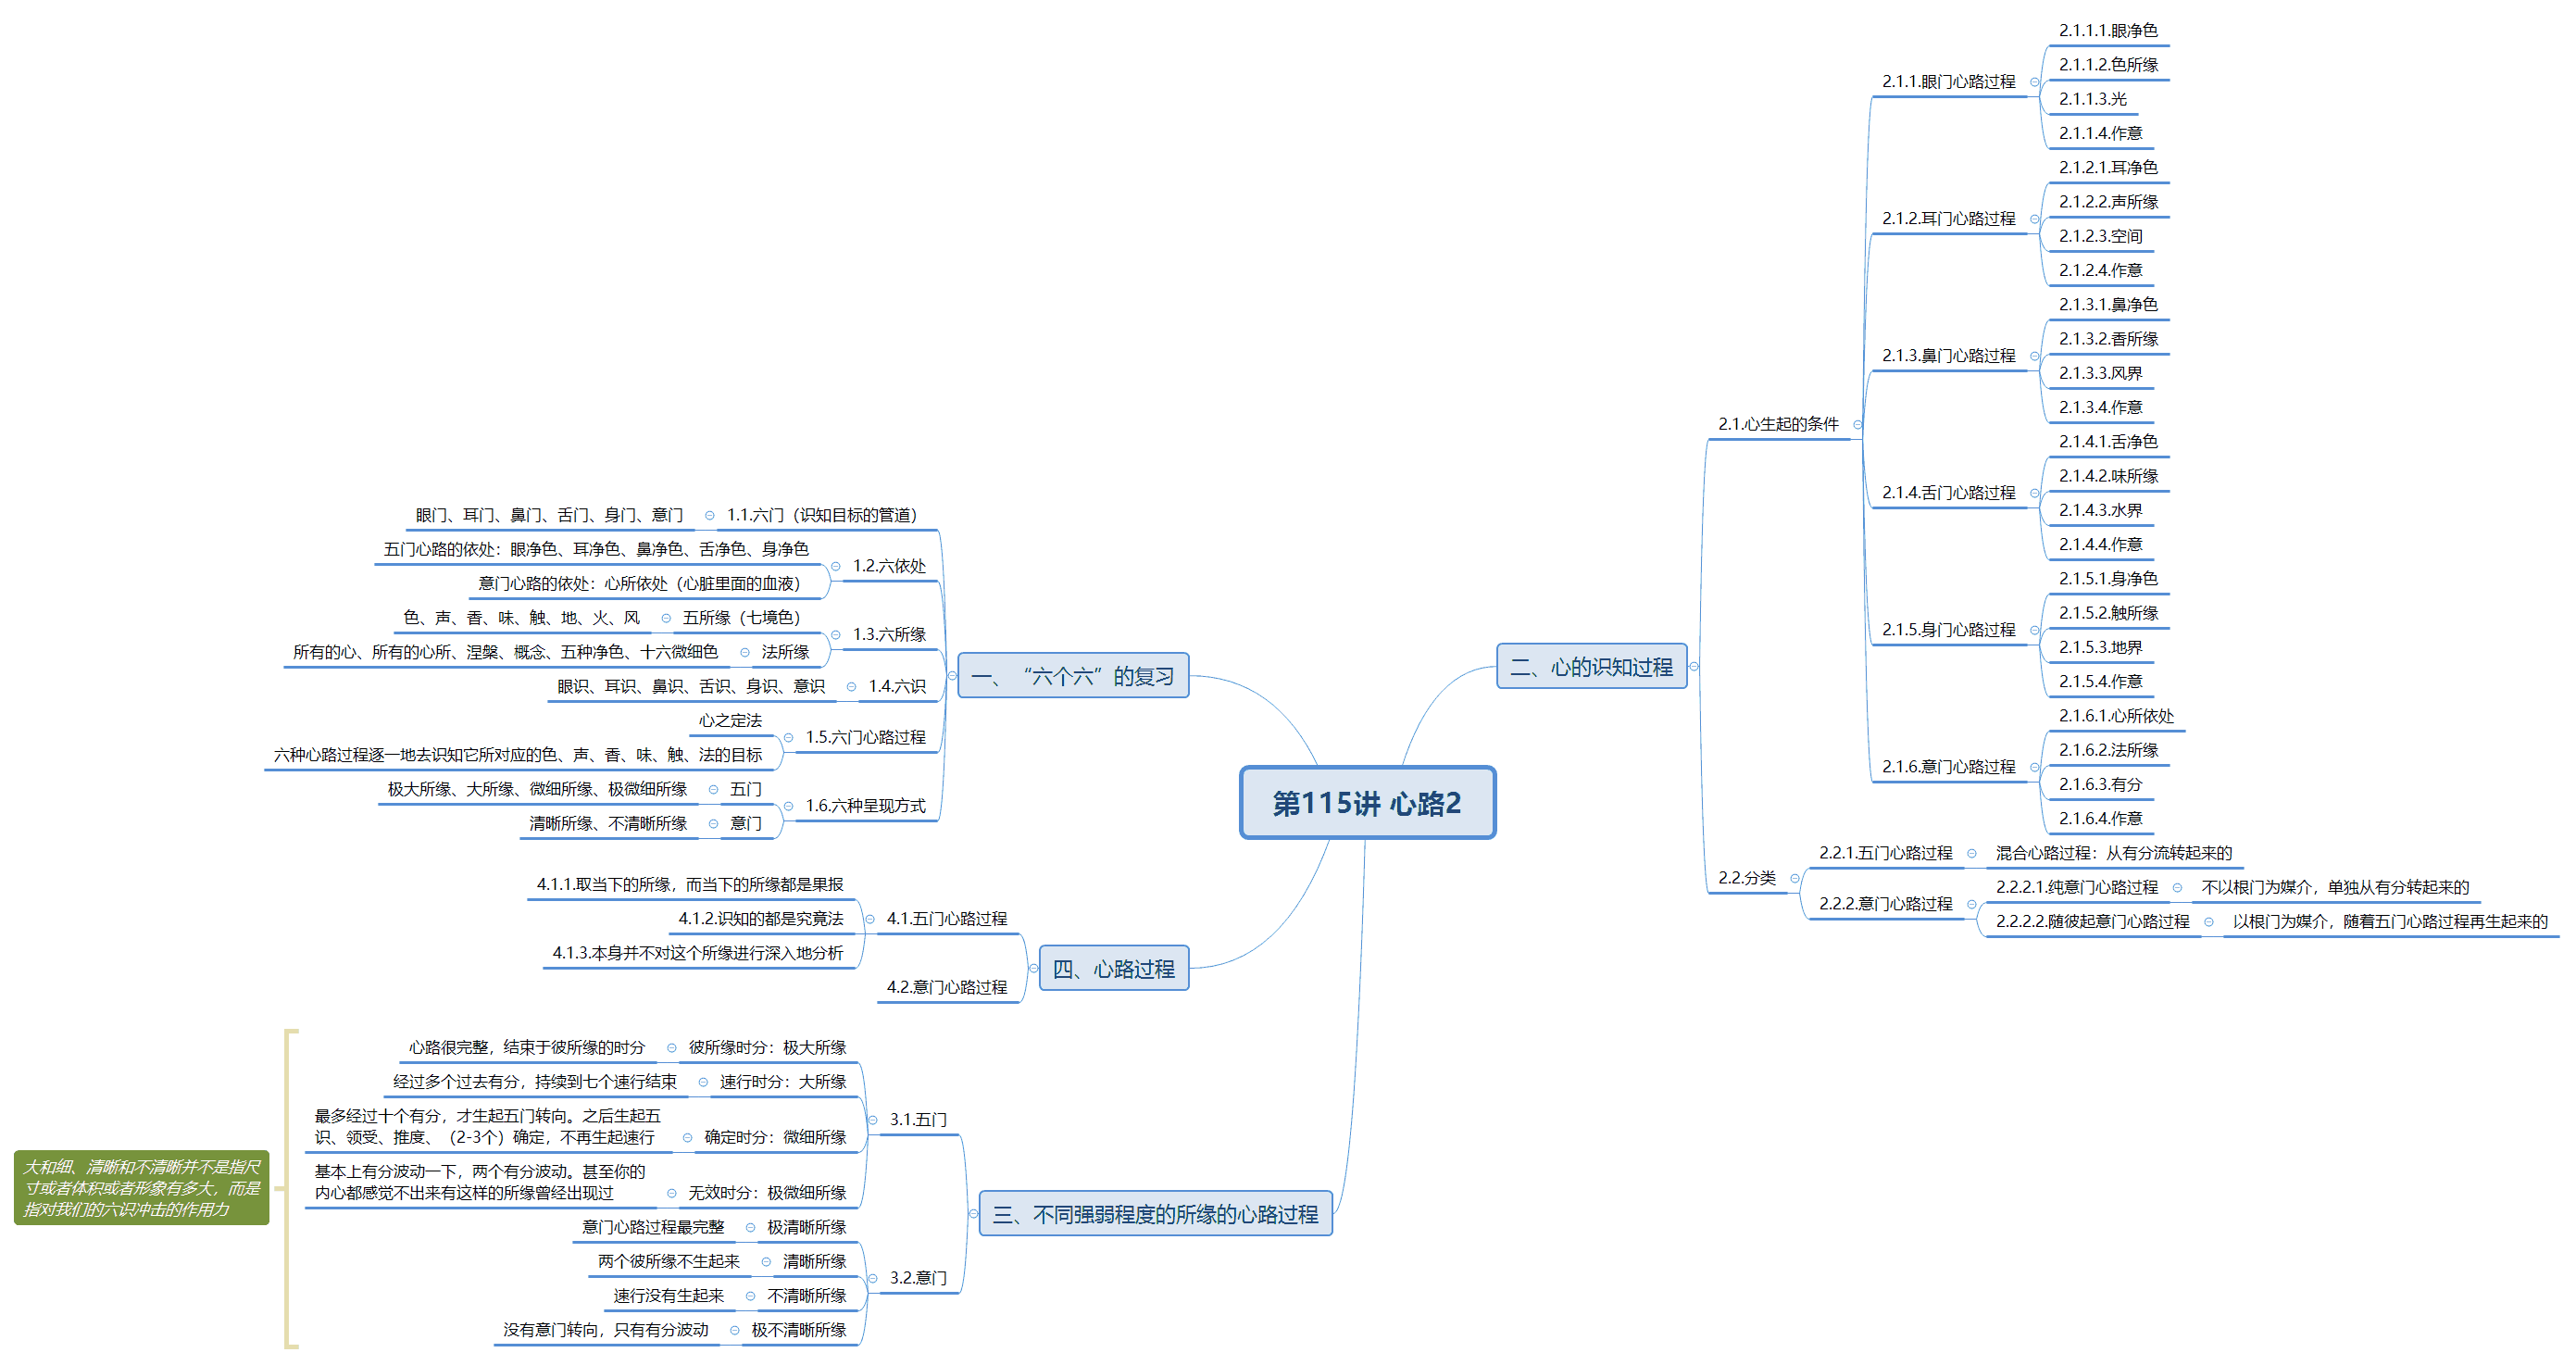 第115讲 心路2
一、“六个六”的复习
1.1.六门（识知目标的管道）
眼门、耳门、鼻门、舌门、身门、意门
1.2.六依处
五门心路的依处：眼净色、耳净色、鼻净色、舌净色、身净色
意门心路的依处：心所依处（心脏里面的血液）
1.3.六所缘
五所缘（七境色）
色、声、香、味、触、地、火、风
法所缘
所有的心、所有的心所、涅槃、概念、五种净色、十六微细色
1.4.六识
眼识、耳识、鼻识、舌识、身识、意识
1.5.六门心路过程
心之定法
六种心路过程逐一地去识知它所对应的色、声、香、味、触、法的目标
1.6.六种呈现方式
五门
极大所缘、大所缘、微细所缘、极微细所缘
意门
清晰所缘、不清晰所缘
二、心的识知过程
2.1.心生起的条件
2.1.1.眼门心路过程
2.1.1.1.眼净色
2.1.1.2.色所缘
2.1.1.3.光
2.1.1.4.作意
2.1.2.耳门心路过程
2.1.2.1.耳净色
2.1.2.2.声所缘
2.1.2.3.空间
2.1.2.4.作意
2.1.3.鼻门心路过程
2.1.3.1.鼻净色
2.1.3.2.香所缘
2.1.3.3.风界
2.1.3.4.作意
2.1.4.舌门心路过程
2.1.4.1.舌净色
2.1.4.2.味所缘
2.1.4.3.水界
2.1.4.4.作意
2.1.5.身门心路过程
2.1.5.1.身净色
2.1.5.2.触所缘
2.1.5.3.地界
2.1.5.4.作意
2.1.6.意门心路过程
2.1.6.1.心所依处
2.1.6.2.法所缘
2.1.6.3.有分
2.1.6.4.作意
2.2.分类
2.2.1.五门心路过程
混合心路过程：从有分流转起来的
2.2.2.意门心路过程
2.2.2.1.纯意门心路过程
不以根门为媒介，单独从有分转起来的
2.2.2.2.随彼起意门心路过程
以根门为媒介，随着五门心路过程再生起来的
三、不同强弱程度的所缘的心路过程
3.1.五门
彼所缘时分：极大所缘
心路很完整，结束于彼所缘的时分
速行时分：大所缘
经过多个过去有分，持续到七个速行结束
确定时分：微细所缘
最多经过十个有分，才生起五门转向。之后生起五
识、领受、推度、（2-3个）确定，不再生起速行
无效时分：极微细所缘
基本上有分波动一下，两个有分波动。甚至你的
内心都感觉不出来有这样的所缘曾经出现过
3.2.意门
极清晰所缘
意门心路过程最完整
清晰所缘
两个彼所缘不生起来
不清晰所缘
速行没有生起来
极不清晰所缘
没有意门转向，只有有分波动
大和细、清晰和不清晰并不是指尺
寸或者体积或者形象有多大，而是
指对我们的六识冲击的作用力
四、心路过程
4.1.五门心路过程
4.1.1.取当下的所缘，而当下的所缘都是果报
4.1.2.识知的都是究竟法
4.1.3.本身并不对这个所缘进行深入地分析
4.2.意门心路过程